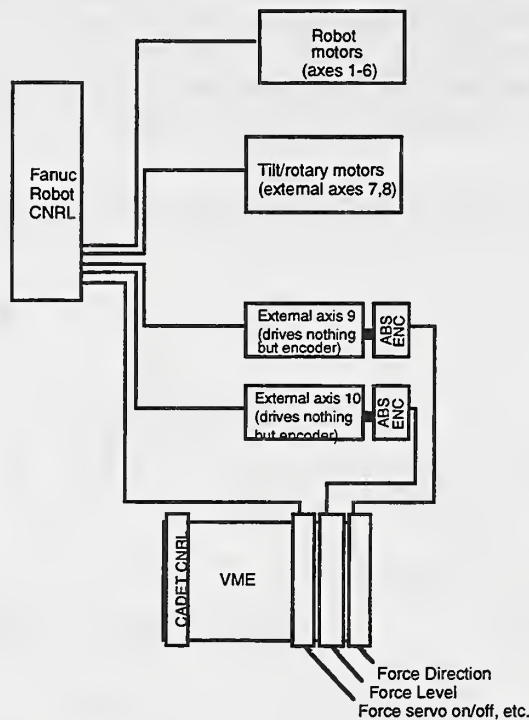 Robot
motors
(axes 1-6)
Fanuc
Robot
CNRL
Tilt/rotary motors
(external axes 7,8)
External axis 9
(drives nothing
but encoder)
ABS
ENC
External axis 10
(drives nothing
but encoder)
ABS
ENC
CADET CNRL
VME
Force Direction
Force Level
Force servo on/off, etc.